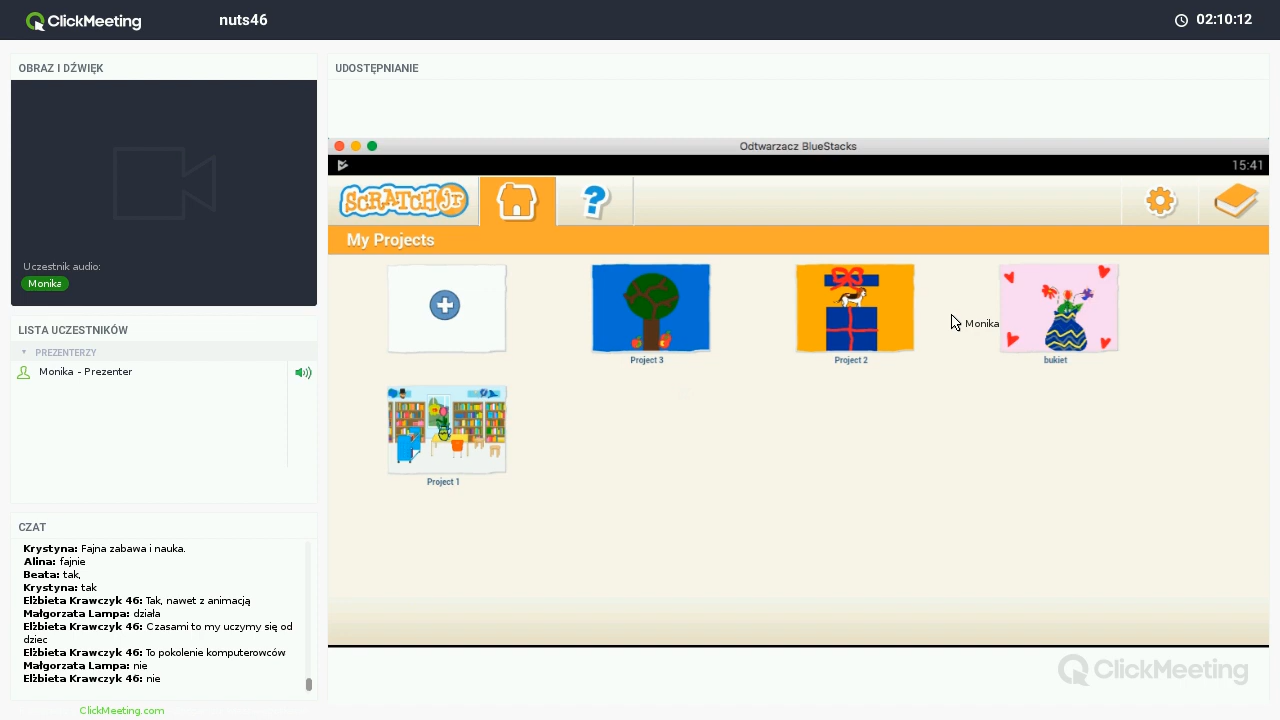 ClickMeeting
nuts46
02:10:12
OBRAZ I DŹWIĘK
Uczestnik audio:
Monika
LISTA UCZESTNIKÓW
PREZENTERZY
Monika - Prezenter
CZAT
Krystyna: Fajna zabawa i nauka.
Alina: fajnie
Beata: tak,
Krystyna: tak
Elżbieta Krawczyk 46: Tak, nawet z animacją
Małgorzata Lampa: działa
Elżbieta Krawczyk 46: Czasami to my uczymy się od
dziec
Elżbieta Krawczyk 46: To pokolenie komputerowców
Małgorzata Lampa: nie
Elżbieta Krawczyk 46: nie
ClickMeeting.com
UDOSTĘPNIANIE
Odtwarzacz BlueStacks
15:41
SCRATCHJr
?
My Projects
Project 3
Project 2
Monika
bukiet
Project 1
ClickMeeting